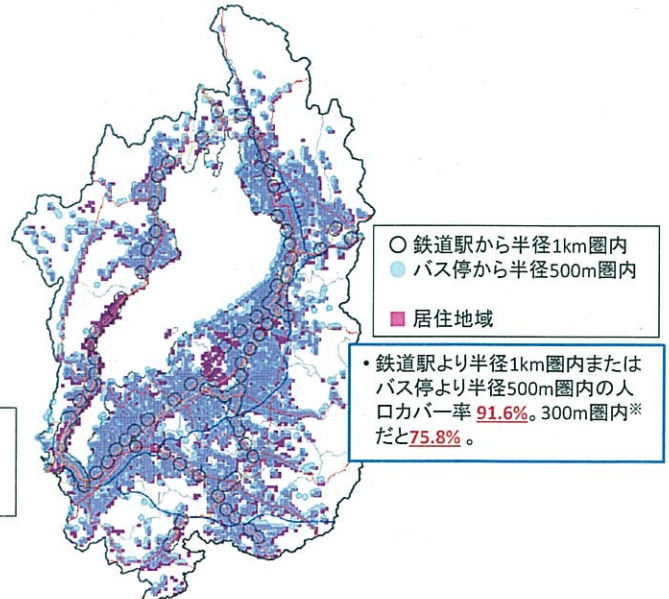 鉄道駅から半径1km圏内
バス停から半径500m圏内
居住地域
• 鉄道駅より半径1km圏内または
バス停より半径500m圏内の人
口カバー率 91.6%。300m圏内※
だと75.8% 。